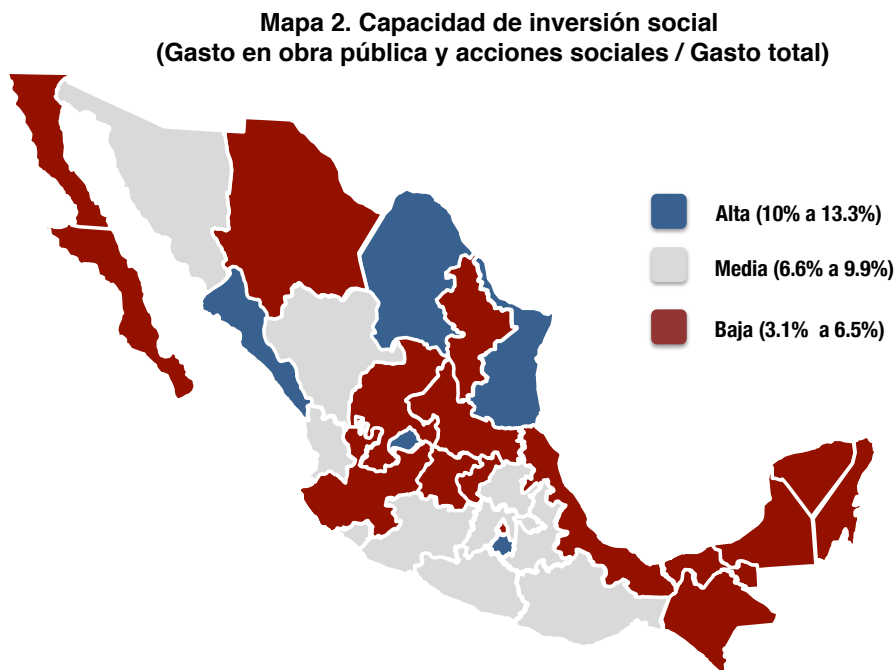 Mapa 2. Capacidad de inversión social
(Gasto en obra pública y acciones sociales / Gasto total)
Alta (10% a 13.3%)
Media (6.6% a 9.9%)
Baja (3.1% a 6.5%)